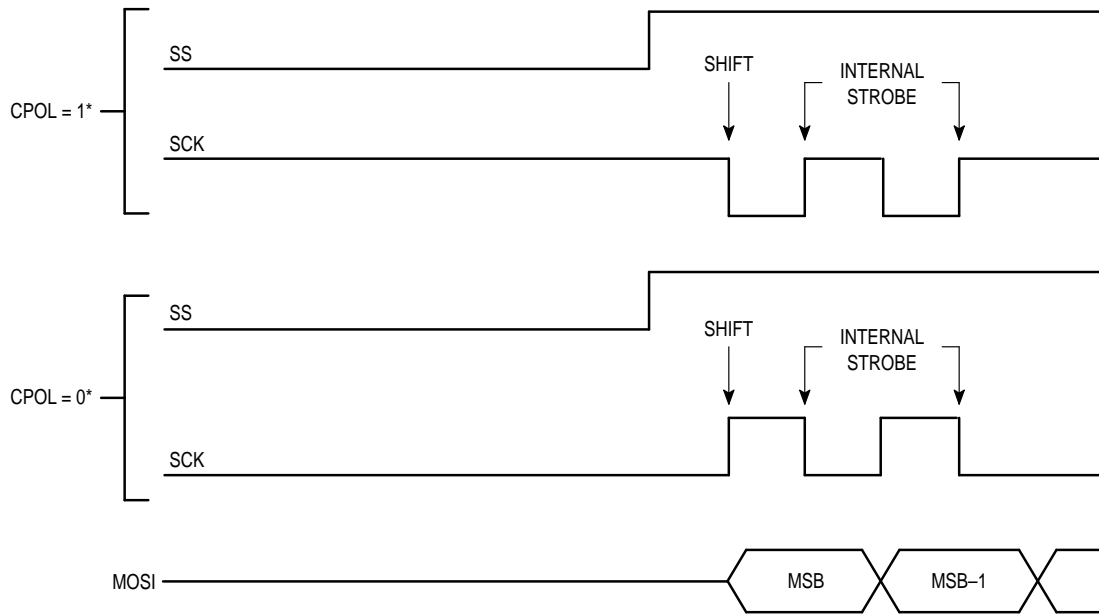 SS
SHIFT
INTERNAL
STROBE
CPOL = 1*
SCK
SS
SHIFT
INTERNAL
STROBE
CPOL = 0*
SCK
MOSI
MSB
MSB–1